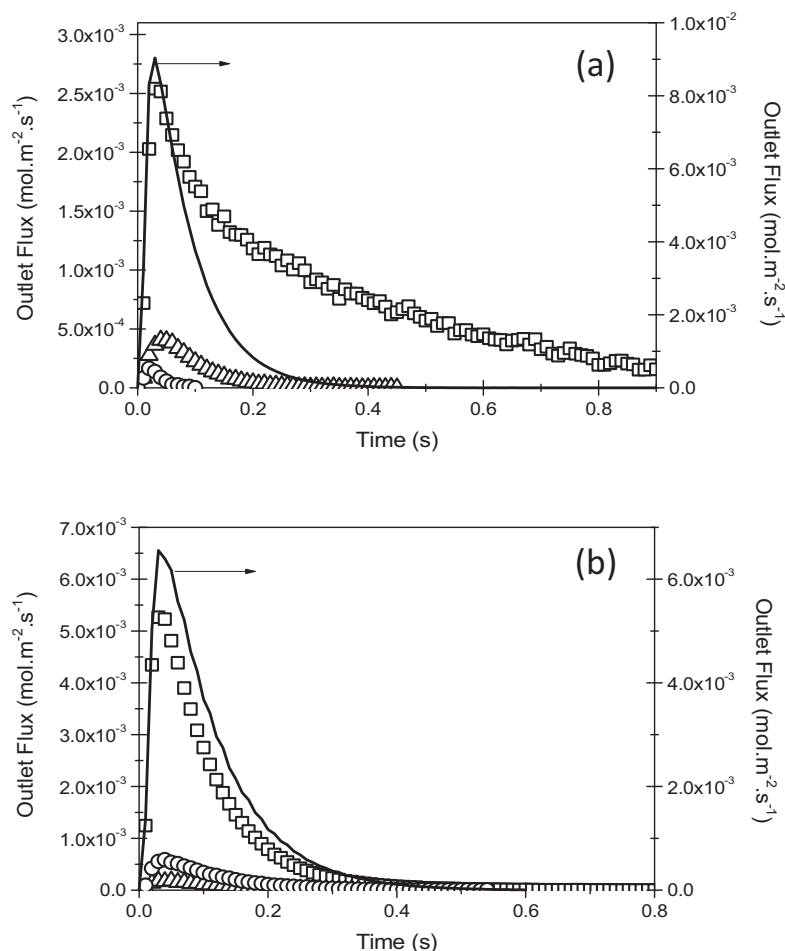 (a)
3.0x10⁻³
2.5x10⁻³
2.0x10⁻³
1.5x10⁻³
1.0x10⁻³
5.0x10⁻⁴
0.0
Outlet Flux (mol.m⁻².s⁻¹)
1.0x10⁻²
8.0x10⁻³
6.0x10⁻³
4.0x10⁻³
2.0x10⁻³
0.0
Outlet Flux (mol.m⁻².s⁻¹)
0.0 0.2 0.4 0.6 0.8
Time (s)
(b)
7.0x10⁻³
6.0x10⁻³
5.0x10⁻³
4.0x10⁻³
3.0x10⁻³
2.0x10⁻³
1.0x10⁻³
0.0
Outlet Flux (mol.m⁻².s⁻¹)
6.0x10⁻³
4.0x10⁻³
2.0x10⁻³
0.0
Outlet Flux (mol.m⁻².s⁻¹)
0.0 0.2 0.4 0.6 0.8
Time (s)